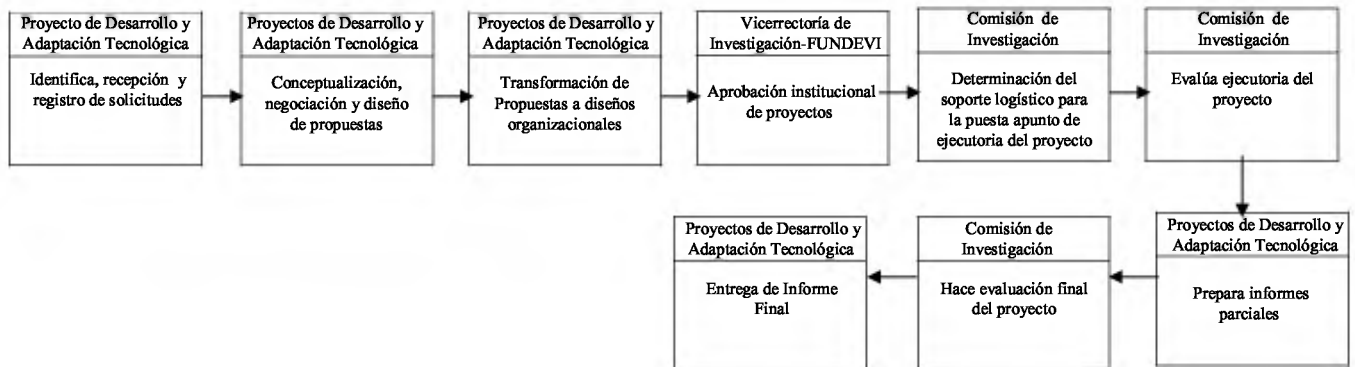 Proyecto de Desarrollo y
Adaptación Tecnológica
Identifica, recepción y
registro de solicitudes
Proyectos de Desarrollo y
Adaptación Tecnológica
Conceptualización,
negociación y diseño
de propuestas
Proyectos de Desarrollo y
Adaptación Tecnológica
Transformación de
Propuestas a diseños
organizacionales
Vicerrectoría de
Investigación-FUNDEVI
Aprobación institucional
de proyectos
Comisión de
Investigación
Determinación del
soporte logístico para
la puesta apunto de
ejecutoria del proyecto
Comisión de
Investigación
Evalúa ejecutoria del
proyecto
Proyectos de Desarrollo y
Adaptación Tecnológica
Prepara informes
parciales
Comisión de
Investigación
Hace evaluación final
del proyecto
Proyectos de Desarrollo y
Adaptación Tecnológica
Entrega de Informe
Final